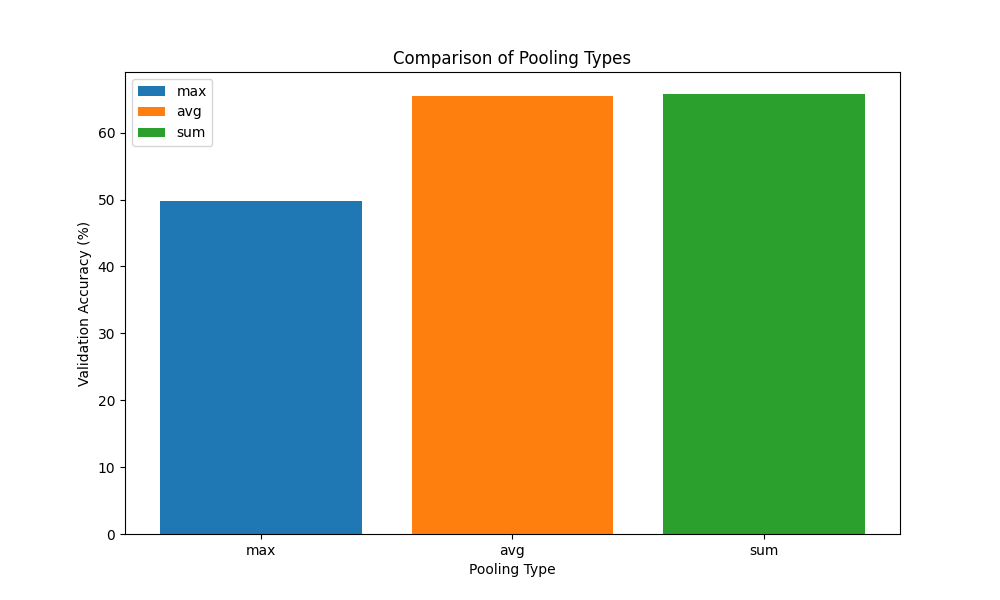 Comparison of Pooling Types
max
avg
sum
Validation Accuracy (%)
60
50
40
30
20
10
0
max avg sum
Pooling Type